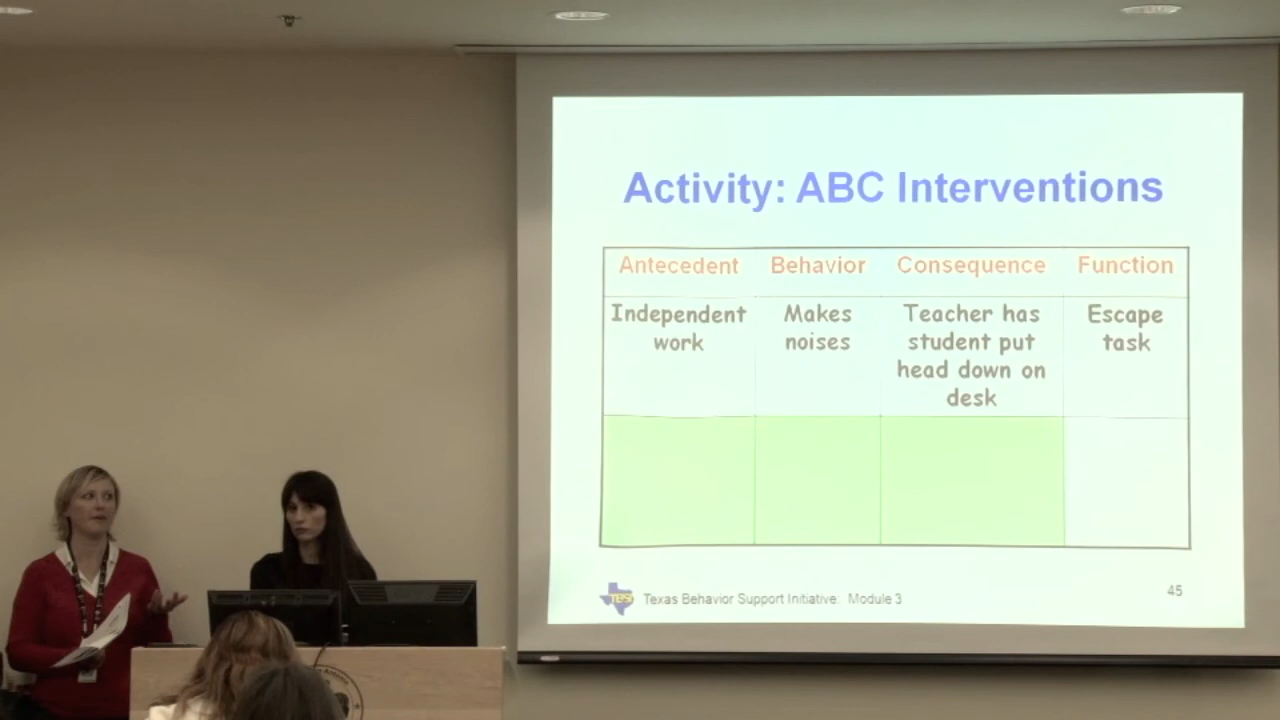 Activity: ABC Interventions
Antecedent Behavior Consequence Function
Independent work
Makes noises
Teacher has student put head down on desk
Escape task
TBSI
Texas Behavior Support Initiative: Module 3
45